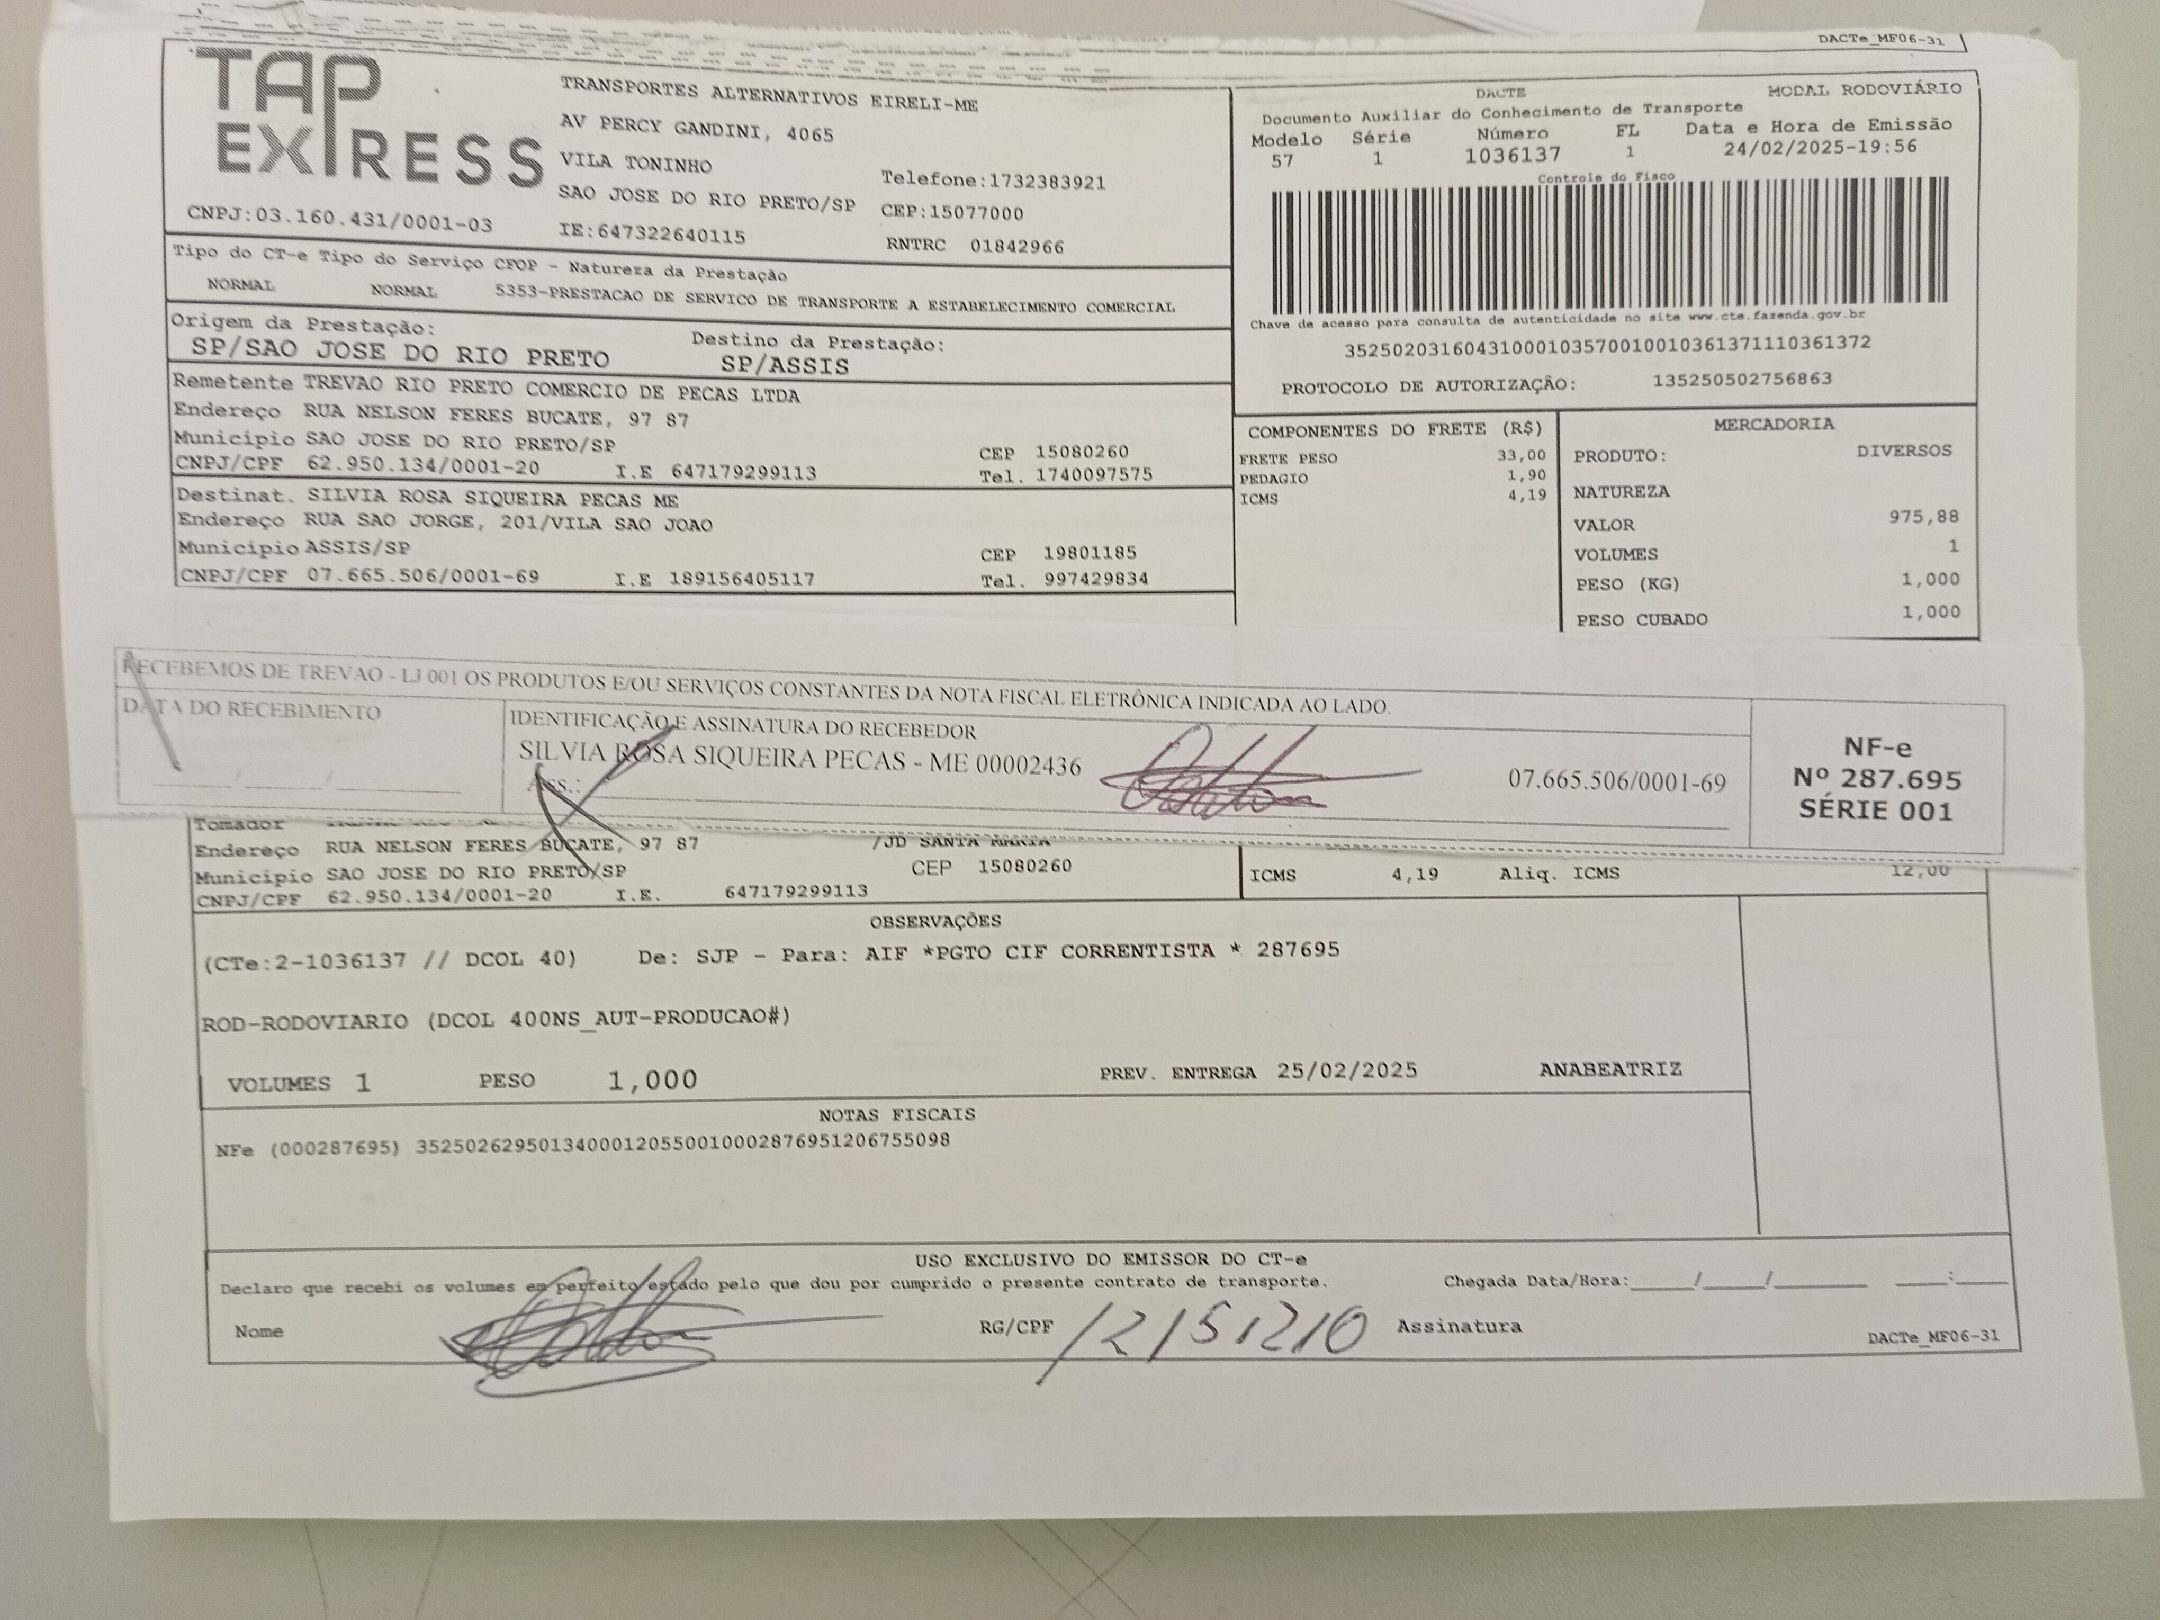 DACTe_MF06-31
TAP
EXPRESS
CNPJ:03.160.431/0001-03
TRANSPORTES ALTERNATIVOS EIRELI-ME
AV PERCY GANDINI, 4065
VILA TONINHO
SAO JOSE DO RIO PRETO/SP
IE:647322640115
Telefone:1732383921
CEP:15077000
RNTRC 01842966
DACTE MODAL RODOVIÁRIO
Documento Auxiliar do Conhecimento de Transporte
Modelo Série Número FL Data e Hora de Emissão
57 1 1036137 1 24/02/2025-19:56
Controle do Fisco
Chave de acesso para consulta de autenticidade no site www.cte.fazenda.gov.br
35250203160431000103570010010361371110361372
PROTOCOLO DE AUTORIZAÇÃO: 135250502756863
Tipo do CT-e Tipo do Serviço CFOP - Natureza da Prestação
NORMAL NORMAL 5353-PRESTACAO DE SERVICO DE TRANSPORTE A ESTABELECIMENTO COMERCIAL
Origem da Prestação: Destino da Prestação:
SP/SAO JOSE DO RIO PRETO SP/ASSIS
Remetente TREVAO RIO PRETO COMERCIO DE PECAS LTDA
Endereço RUA NELSON FERES BUCATE, 97 87
Município SAO JOSE DO RIO PRETO/SP CEP 15080260
CNPJ/CPF 62.950.134/0001-20 I.E 647179299113 Tel. 1740097575
Destinat. SILVIA ROSA SIQUEIRA PECAS ME
Endereço RUA SAO JORGE, 201/VILA SAO JOAO
Município ASSIS/SP CEP 19801185
CNPJ/CPF 07.665.506/0001-69 I.E 189156405117 Tel. 997429834
COMPONENTES DO FRETE (R$)
FRETE PESO 33,00
PEDAGIO 1,90
ICMS 4,19
MERCADORIA
PRODUTO: DIVERSOS
NATUREZA
VALOR 975,88
VOLUMES 1
PESO (KG) 1,000
PESO CUBADO 1,000
RECEBEMOS DE TREVAO - LJ 001 OS PRODUTOS E/OU SERVIÇOS CONSTANTES DA NOTA FISCAL ELETRÔNICA INDICADA AO LADO.
DATA DO RECEBIMENTO
____/____/________
IDENTIFICAÇÃO E ASSINATURA DO RECEBEDOR
SILVIA ROSA SIQUEIRA PECAS - ME 00002436
Ass.:
07.665.506/0001-69
NF-e
Nº 287.695
SÉRIE 001
Tomador
Endereço RUA NELSON FERES BUCATE, 97 87 /JD SANTA MARIA
Município SAO JOSE DO RIO PRETO/SP CEP 15080260
CNPJ/CPF 62.950.134/0001-20 I.E. 647179299113
ICMS 4,19 Aliq. ICMS 12,00
OBSERVAÇÕES
(CTe:2-1036137 // DCOL 40) De: SJP - Para: AIF *PGTO CIF CORRENTISTA * 287695
ROD-RODOVIARIO (DCOL 400NS_AUT-PRODUCAO#)
VOLUMES 1 PESO 1,000 PREV. ENTREGA 25/02/2025 ANABEATRIZ
NOTAS FISCAIS
NFe (000287695) 35250262950134000120550010002876951206755098
USO EXCLUSIVO DO EMISSOR DO CT-e
Declaro que recebi os volumes em perfeito estado pelo que dou por cumprido o presente contrato de transporte. Chegada Data/Hora:____/____/______ ___:___
Nome RG/CPF 12151210 Assinatura
DACTe_MF06-31